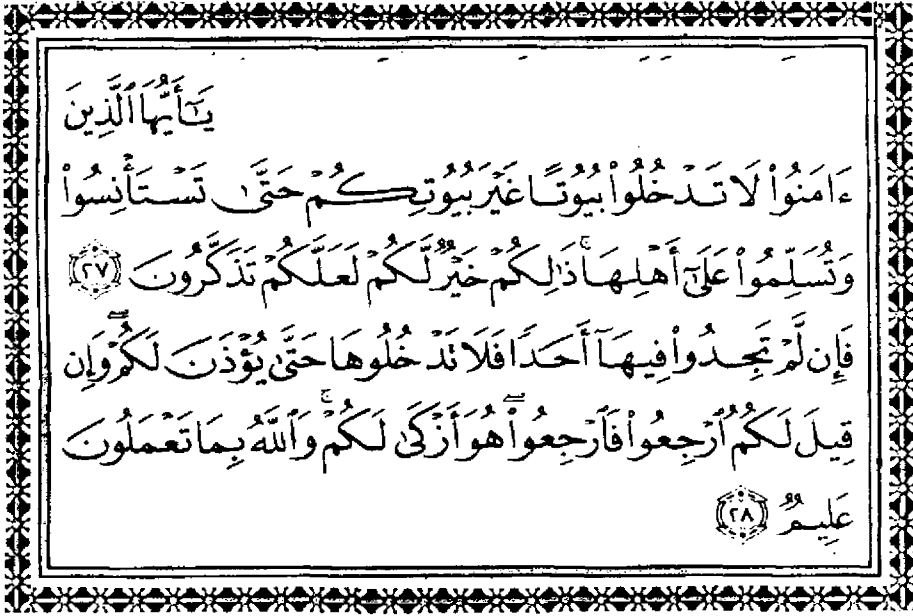 يَـٰٓأَيُّهَا ٱلَّذِينَ
ءَامَنُوا۟ لَا تَدْخُلُوا۟ بُيُوتًا غَيْرَ بُيُوتِكُمْ حَتَّىٰ تَسْتَأْنِسُوا۟
وَتُسَلِّمُوا۟ عَلَىٰٓ أَهْلِهَا ۚ ذَٰلِكُمْ خَيْرٌ لَّكُمْ لَعَلَّكُمْ تَذَكَّرُونَ ٢٧
فَإِن لَّمْ تَجِدُوا۟ فِيهَآ أَحَدًا فَلَا تَدْخُلُوهَا حَتَّىٰ يُؤْذَنَ لَكُمْ ۖ وَإِن
قِيلَ لَكُمُ ٱرْجِعُوا۟ فَٱرْجِعُوا۟ ۖ هُوَ أَزْكَىٰ لَكُمْ ۚ وَٱللَّهُ بِمَا تَعْمَلُونَ
عَلِيمٌ ٢٨